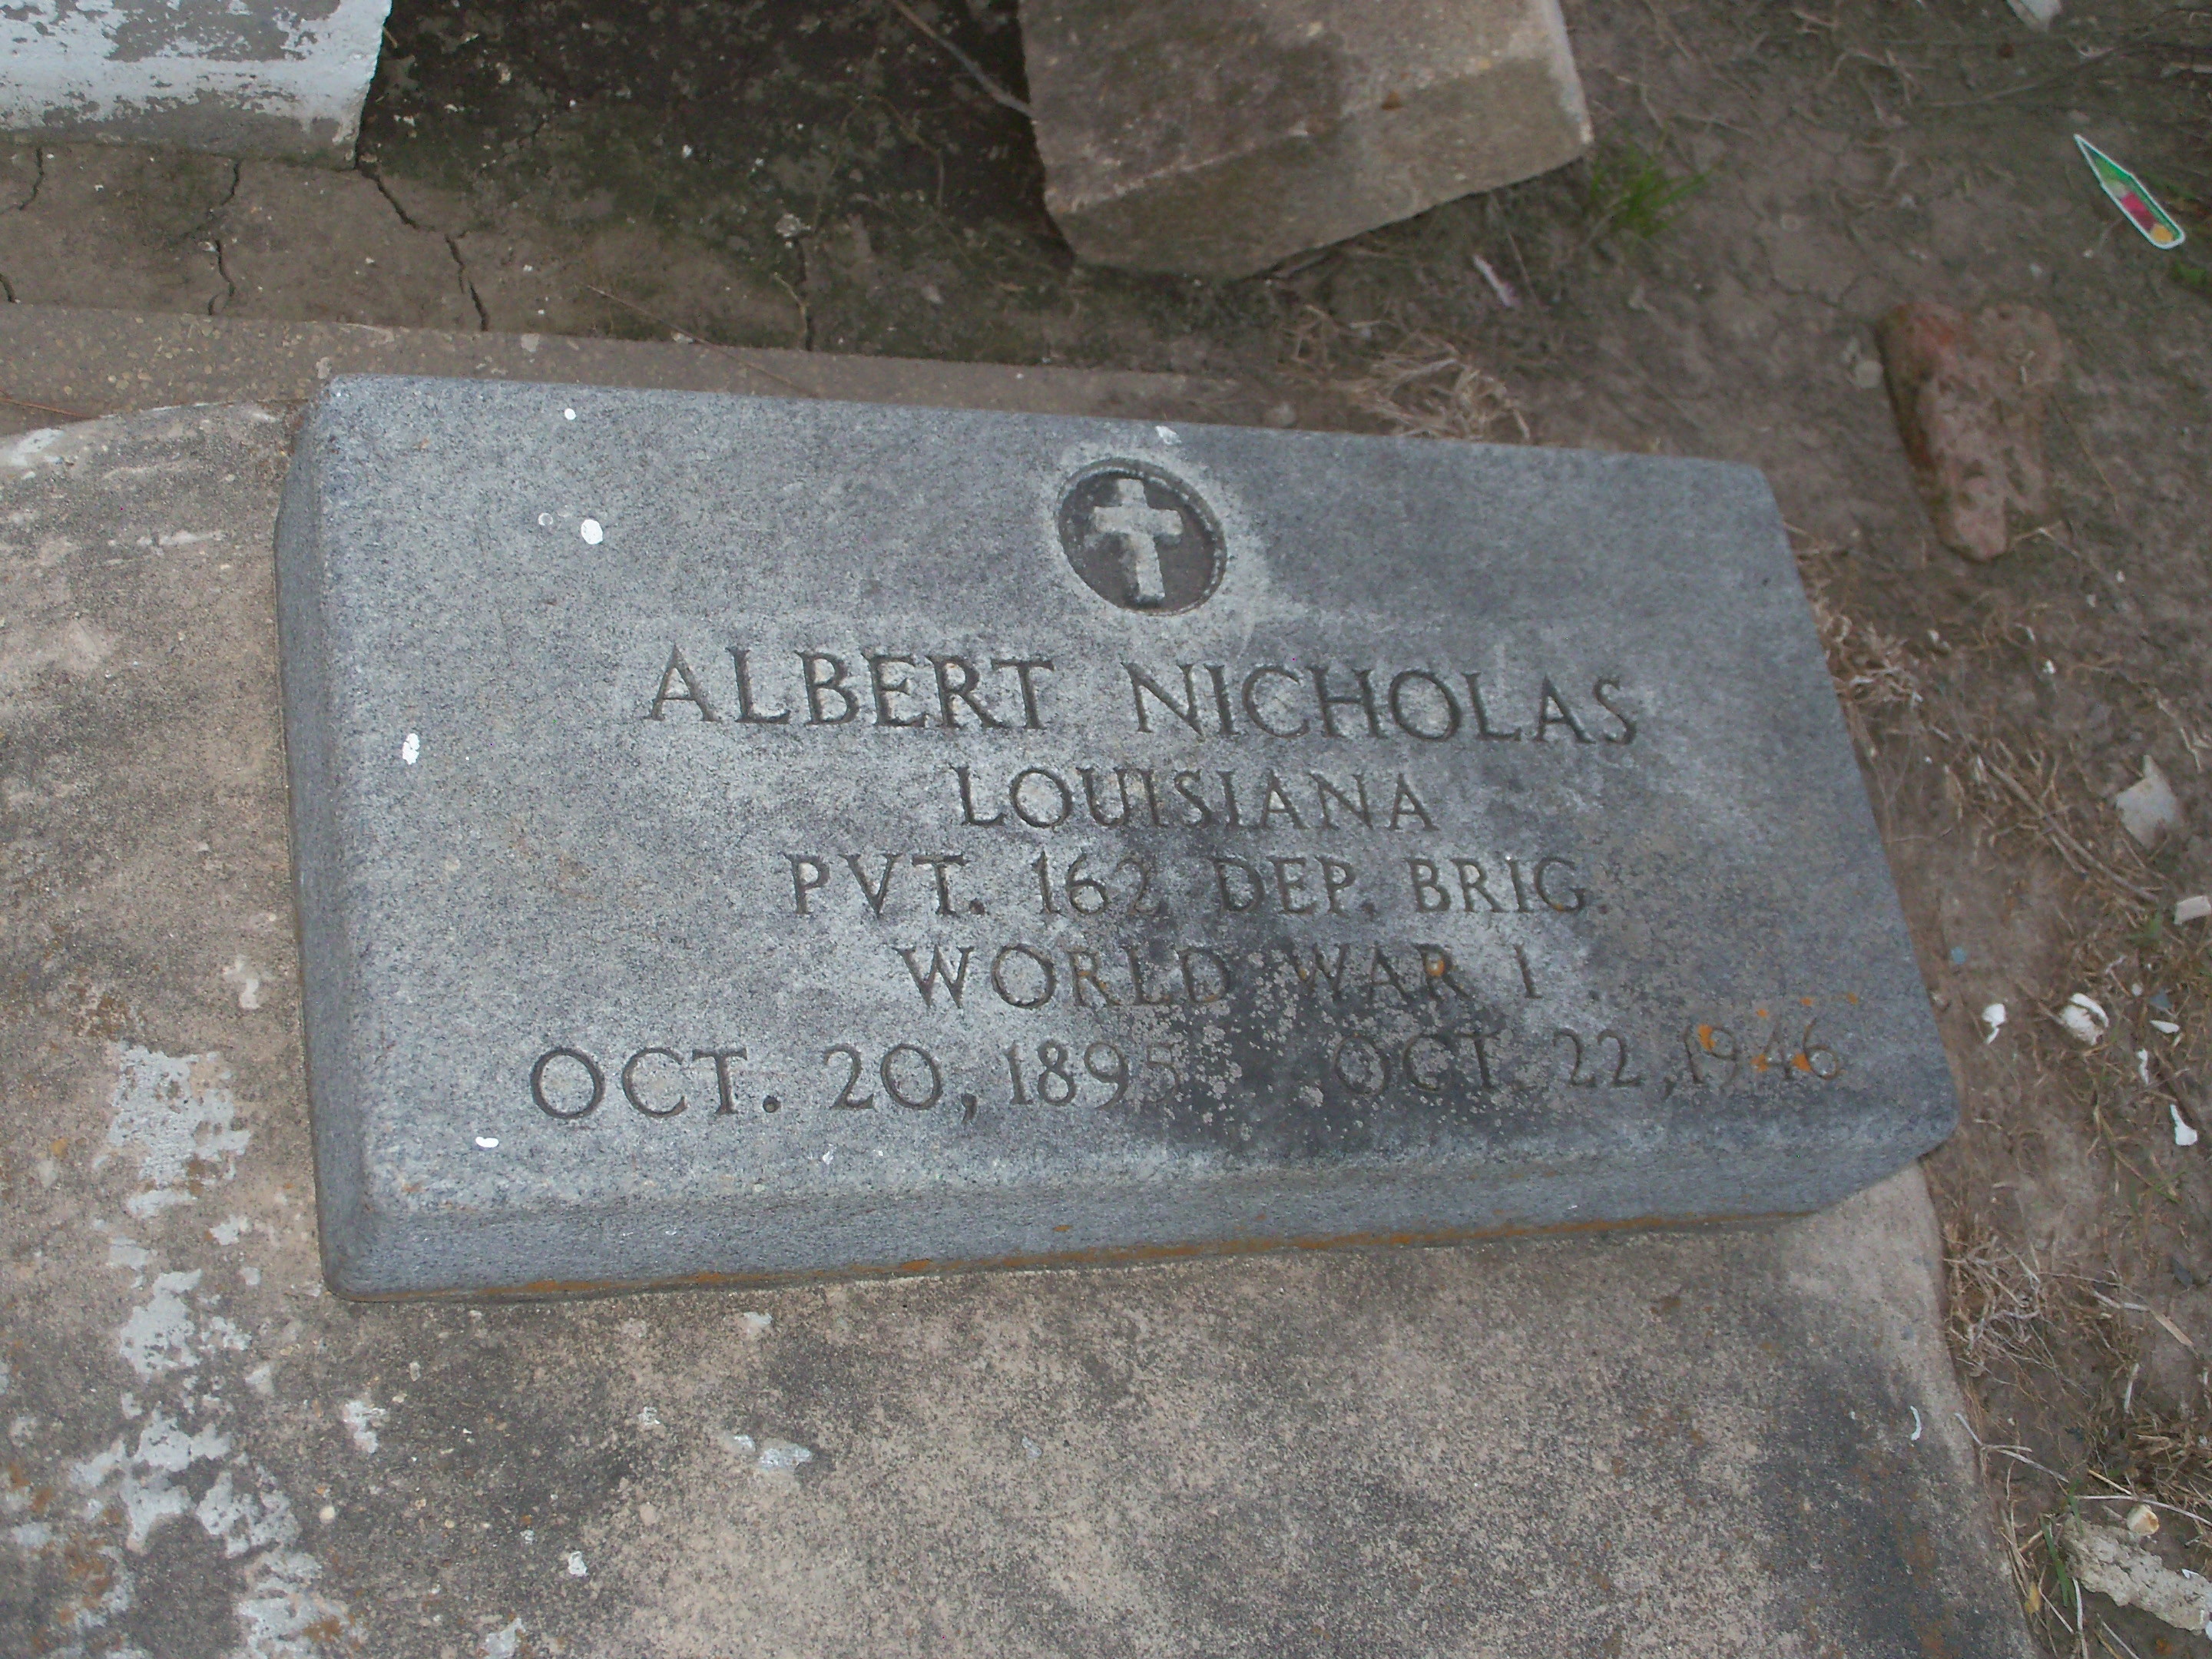 ALBERT NICHOLAS
LOUISIANA
PVT. 162 DEP. BRIG.
WORLD WAR I
OCT. 20, 1895 OCT. 22, 1946